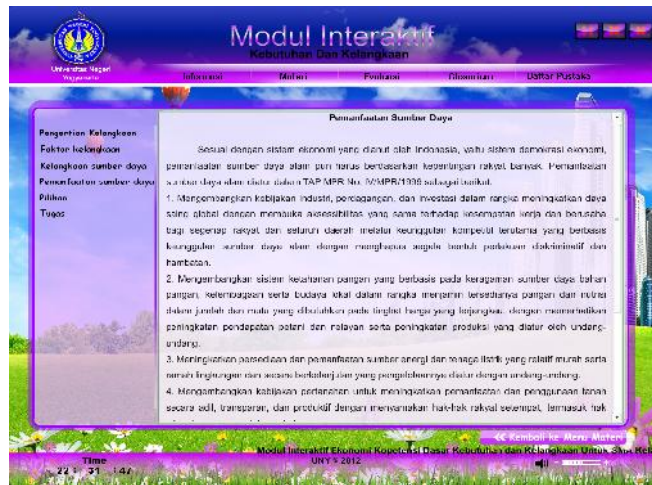 Modul Interaktif
Kebutuhan Dan Kelangkaan
Universitas Negeri
Yogyakarta
Informasi Materi Evaluasi Glosarium Daftar Pustaka
Pengertian Kelangkaan
Faktor kelangkaan
Kelangkaan sumber daya
Pemanfaatan sumber daya
Pilihan
Tugas
Pemanfaatan Sumber Daya
Sesuai dengan sistem ekonomi yang dianut oleh Indonesia, yaitu sistem demokrasi ekonomi,
pemanfaatan sumber daya alam pun harus berdasarkan kepentingan rakyat banyak. Pemanfaatan
sumber daya alam diatur dalam TAP MPR No. IV/MPR/1999 sebagai berikut.
1. Mengembangkan kebijakan industri, perdagangan, dan investasi dalam rangka meningkatkan daya
saing global dengan membuka aksessibilitas yang sama terhadap kesempatan kerja dan berusaha
bagi segenap rakyat dan seluruh daerah melalui keunggulan kompetitif terutama yang berbasis
keunggulan sumber daya alam dengan menghapus segala bentuk perlakuan diskriminatif dan
hambatan.
2. Mengembangkan sistem ketahanan pangan yang berbasis pada keragaman sumber daya bahan
pangan, kelembagaan serta budaya lokal dalam rangka menjamin tersedianya pangan dan nutrisi
dalam jumlah dan mutu yang dibutuhkan pada tingkat harga yang terjangkau, dengan memerhatikan
peningkatan pendapatan petani dan nelayan serta peningkatan produksi yang diatur oleh undang-
undang.
3. Meningkatkan persediaan dan pemanfaatan sumber energi dan tenaga listrik yang relatif murah serta
ramah lingkungan dan secara berkelanjutan yang pengelolaannya diatur dengan undang-undang.
4. Mengembangkan kebijakan pertanahan untuk meningkatkan pemanfaatan dan penggunaan tanah
secara adil, transparan, dan produktif dengan menyamakan hak-hak rakyat setempat, termasuk hak
<< Kembali ke Menu Materi
Modul Interaktif Ekonomi Kopetensi Dasar Kebutuhan dan Kelangkaan Untuk SMA Kel
Time
22 : 31 : 47
UNY © 2012